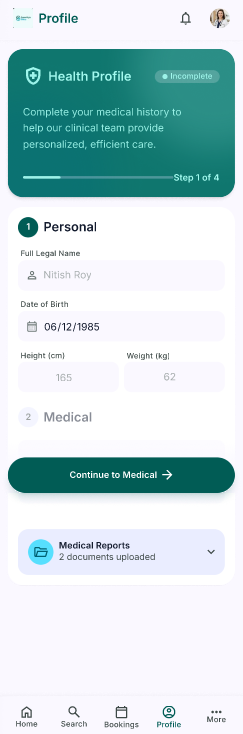 Profile
Health Profile
Incomplete
Complete your medical history to
help our clinical team provide
personalized, efficient care.
Step 1 of 4
1 Personal
Full Legal Name
Nitish Roy
Date of Birth
06/12/1985
Height (cm) Weight (kg)
165 62
2 Medical
Continue to Medical
Medical Reports
2 documents uploaded
Home Search Bookings Profile More